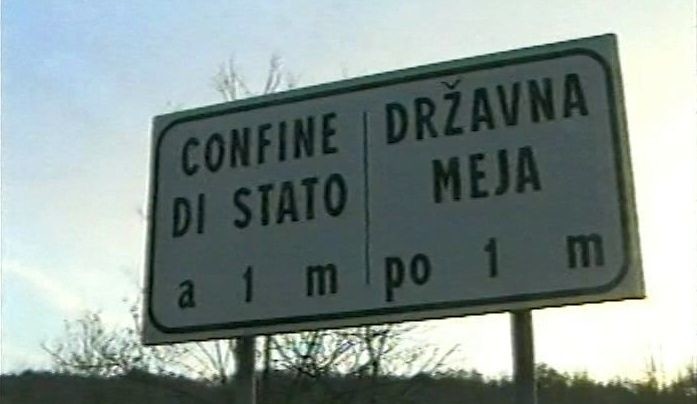 CONFINE
DI STATO
a 1 m
DRŽAVNA
MEJA
po 1 m